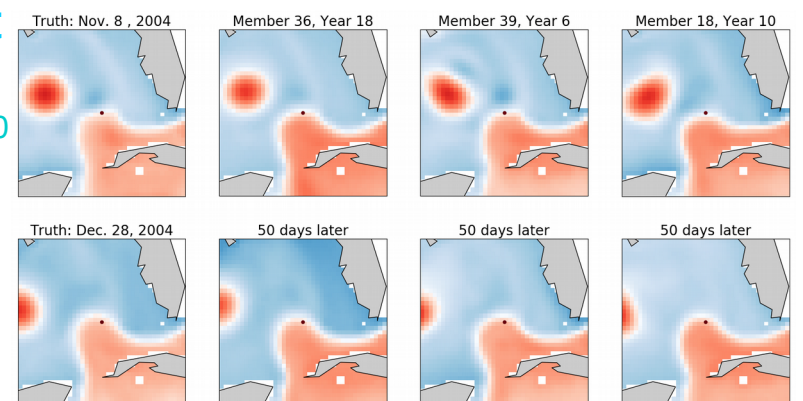 Truth: Nov. 8 , 2004
Member 36, Year 18
Member 39, Year 6
Member 18, Year 10
Truth: Dec. 28, 2004
50 days later
50 days later
50 days later